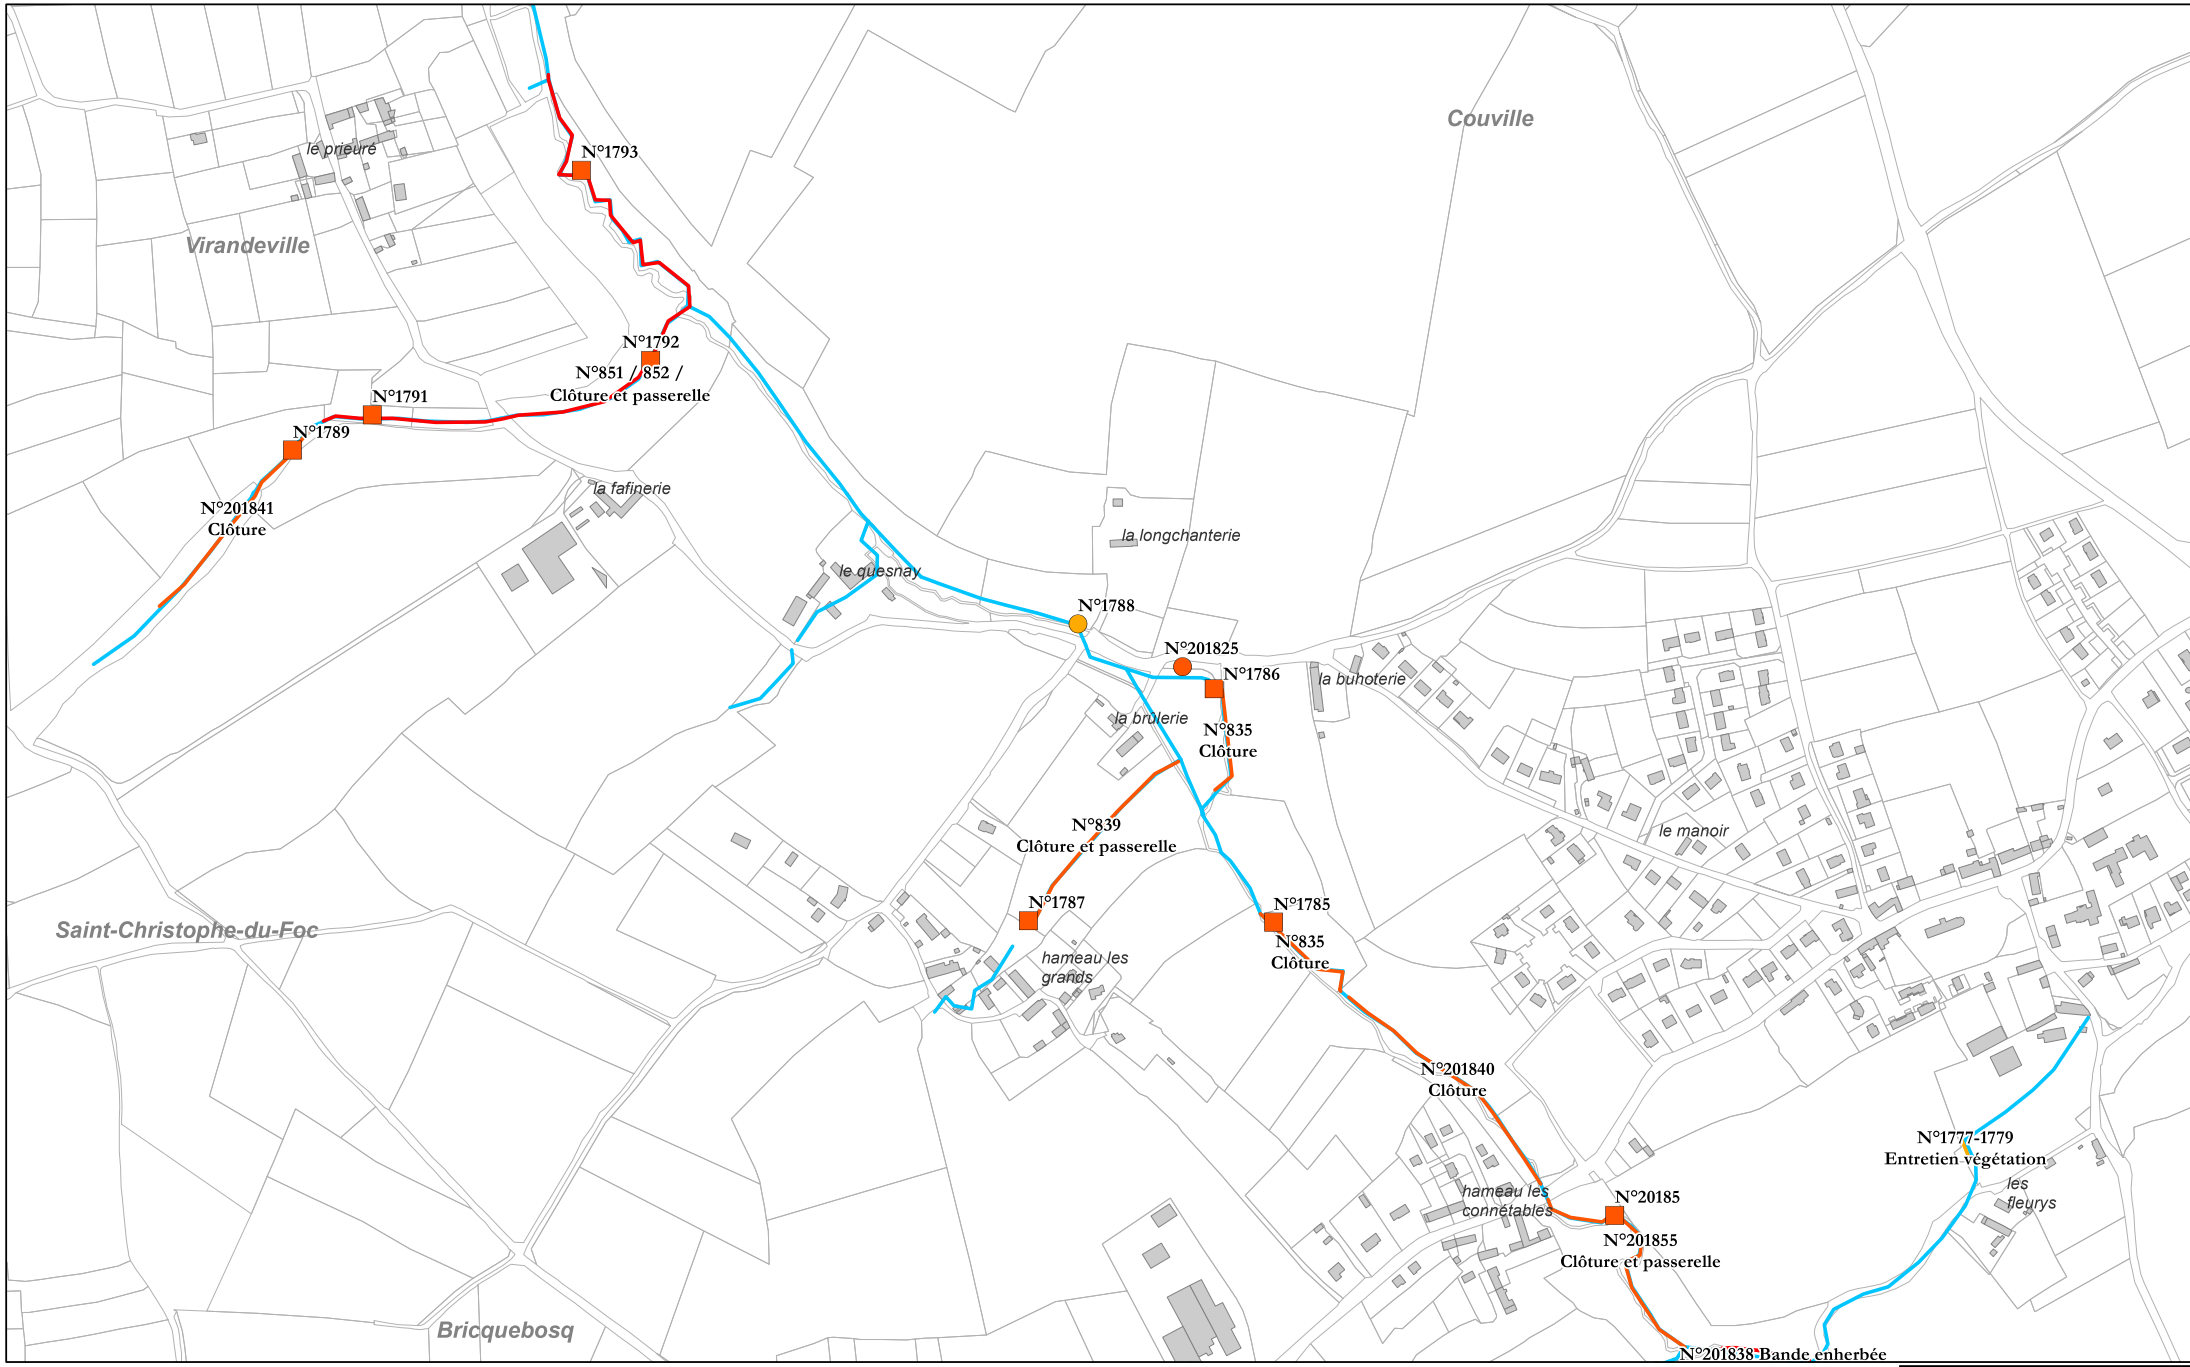 Couville
N°1793
le prieuré
Virandeville
N°1792
N°851 / 852 /
Clôture et passerelle
N°1791
N°1789
la fafinerie
N°201841
Clôture
la longchanterie
le quesnay
N°1788
N°201825
N°1786
la buhoterie
la brûlerie
N°835
Clôture
N°839
Clôture et passerelle
le manoir
N°1787
N°1785
Saint-Christophe-du-Foc
N°835
Clôture
hameau les
grands
N°201840
Clôture
N°1777-1779
Entretien végétation
hameau les
connétables
N°20185
les
fleurys
N°201855
Clôture et passerelle
Bricquebosq
N°201838 Bande enherbée